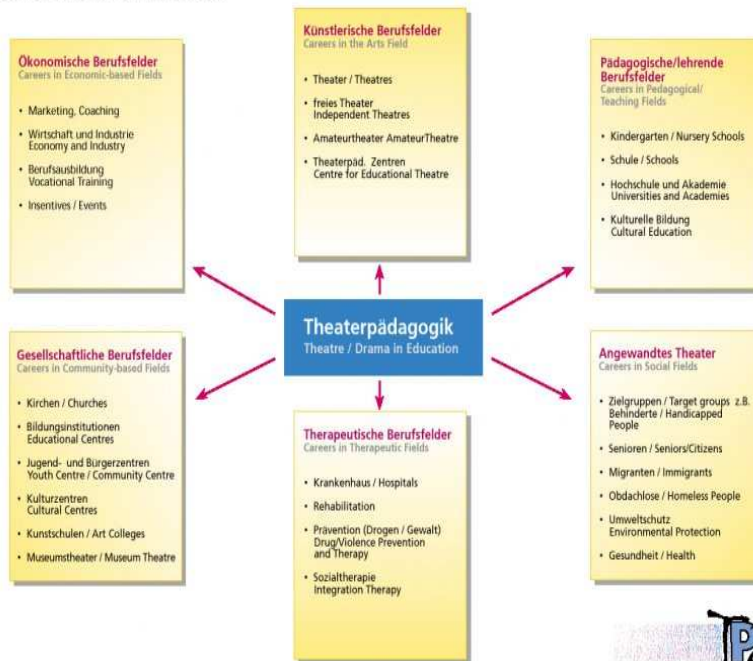 Künstlerische Berufsfelder
Careers in the Arts Field
• Theater / Theatres
• freies Theater
Independent Theatres
• Amateurtheater AmateurTheatre
• Theaterpäd. Zentren
Centre for Educational Theatre
Ökonomische Berufsfelder
Careers in Economic-based Fields
• Marketing, Coaching
• Wirtschaft und Industrie
Economy and Industry
• Berufsausbildung
Vocational Training
• Insentives / Events
Pädagogische/lehrende
Berufsfelder
Careers in Pedagogical/
Teaching Fields
• Kindergarten / Nursery Schools
• Schule / Schools
• Hochschule und Akademie
Universities and Academies
• Kulturelle Bildung
Cultural Education
Theaterpädagogik
Theatre / Drama in Education
Gesellschaftliche Berufsfelder
Careers in Community-based Fields
• Kirchen / Churches
• Bildungsinstitutionen
Educational Centres
• Jugend- und Bürgerzentren
Youth Centre / Community Centre
• Kulturzentren
Cultural Centres
• Kunstschulen / Art Colleges
• Museumstheater / Museum Theatre
Therapeutische Berufsfelder
Careers in Therapeutic Fields
• Krankenhaus / Hospitals
• Rehabilitation
• Prävention (Drogen / Gewalt)
Drug/Violence Prevention
and Therapy
• Sozialtherapie
Integration Therapy
Angewandtes Theater
Careers in Social Fields
• Zielgruppen / Target groups z.B.
Behinderte / Handicapped
People
• Senioren / Seniors/Citizens
• Migranten / Immigrants
• Obdachlose / Homeless People
• Umweltschutz
Environmental Protection
• Gesundheit / Health